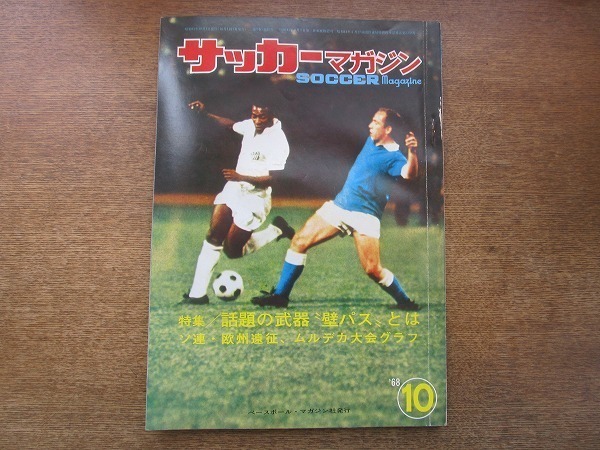 サッカーマガジン
SOCCER Magazine
特集／話題の武器〝壁パス〟とは
ソ連・欧州遠征、ムルデカ大会グラフ
'68
10
ベースボール・マガジン社発行